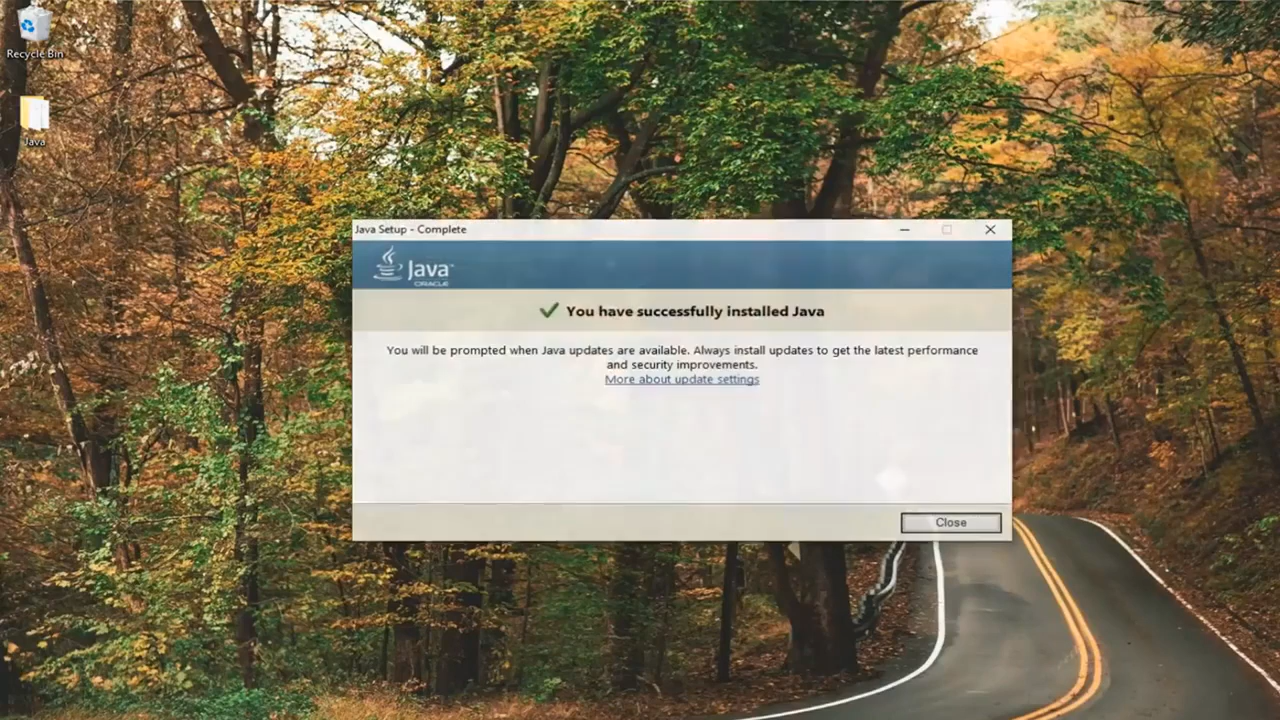 Recycle Bin
Java
Java Setup - Complete
Java
ORACLE
You have successfully installed Java
You will be prompted when Java updates are available. Always install updates to get the latest performance
and security improvements.
More about update settings
Close